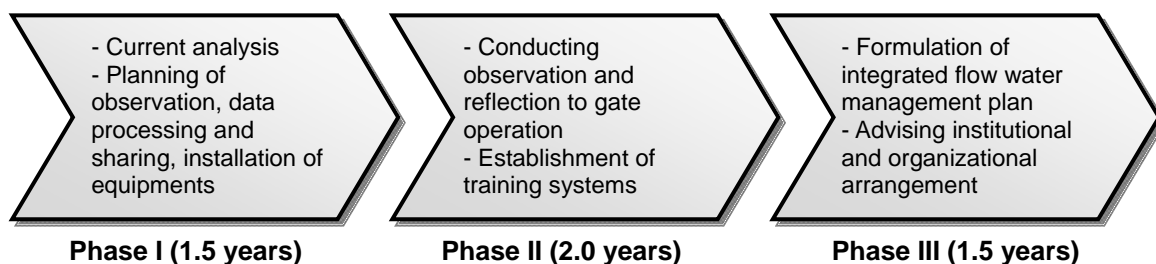 - Current analysis
- Planning of
observation, data
processing and
sharing, installation of
equipments
Phase I (1.5 years)
- Conducting
observation and
reflection to gate
operation
- Establishment of
training systems
Phase II (2.0 years)
- Formulation of
integrated flow water
management plan
- Advising institutional
and organizational
arrangement
Phase III (1.5 years)